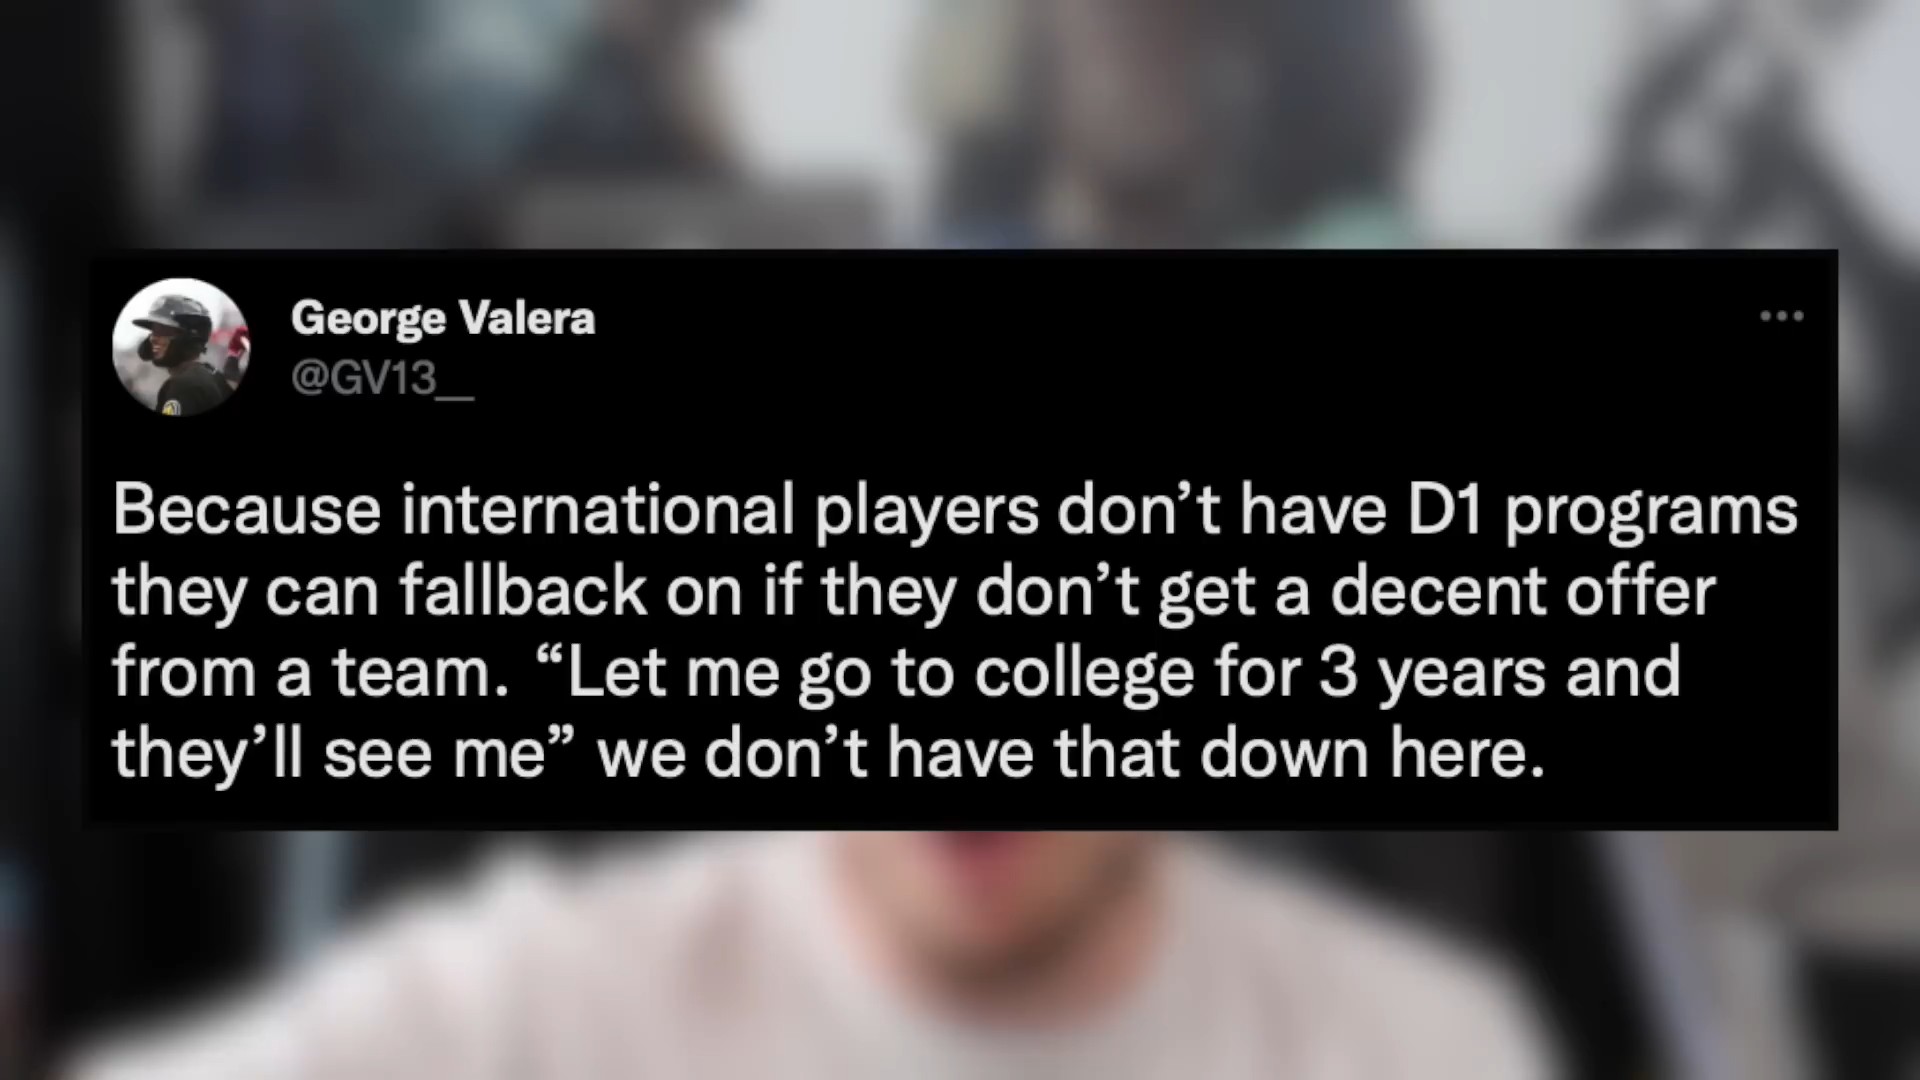 George Valera
@GV13__
Because international players don’t have D1 programs
they can fallback on if they don’t get a decent offer
from a team. “Let me go to college for 3 years and
they’ll see me” we don’t have that down here.